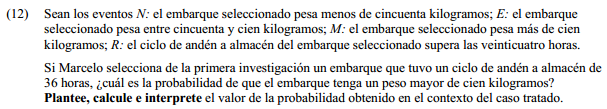 (12) Sean los eventos N: el embarque seleccionado pesa menos de cincuenta kilogramos; E: el embarque
seleccionado pesa entre cincuenta y cien kilogramos; M: el embarque seleccionado pesa más de cien
kilogramos; R: el ciclo de andén a almacén del embarque seleccionado supera las veinticuatro horas.
Si Marcelo selecciona de la primera investigación un embarque que tuvo un ciclo de andén a almacén de
36 horas, ¿cuál es la probabilidad de que el embarque tenga un peso mayor de cien kilogramos?
Plantee, calcule e interprete el valor de la probabilidad obtenido en el contexto del caso tratado.